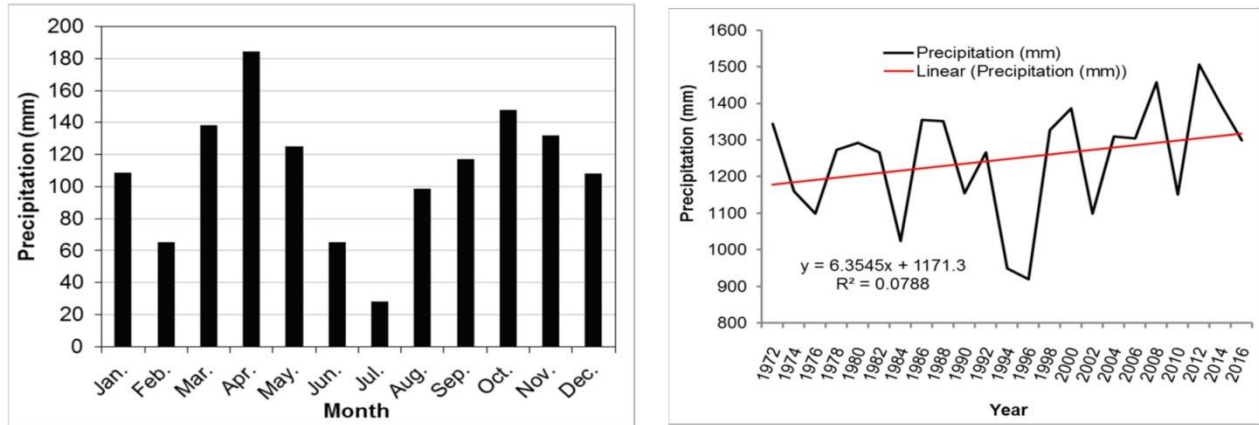 200
180
160
140
120
100
80
60
40
20
0
Precipitation (mm)
Jan. Feb. Mar. Apr. May. Jun. Jul. Aug. Sep. Oct. Nov. Dec.
Month
Precipitation (mm)
Linear (Precipitation (mm))
1600
1500
1400
1300
1200
1100
1000
900
800
Precipitation (mm)
y = 6.3545x + 1171.3
R² = 0.0788
1972 1974 1976 1978 1980 1982 1984 1986 1988 1990 1992 1994 1996 1998 2000 2002 2004 2006 2008 2010 2012 2014 2016
Year